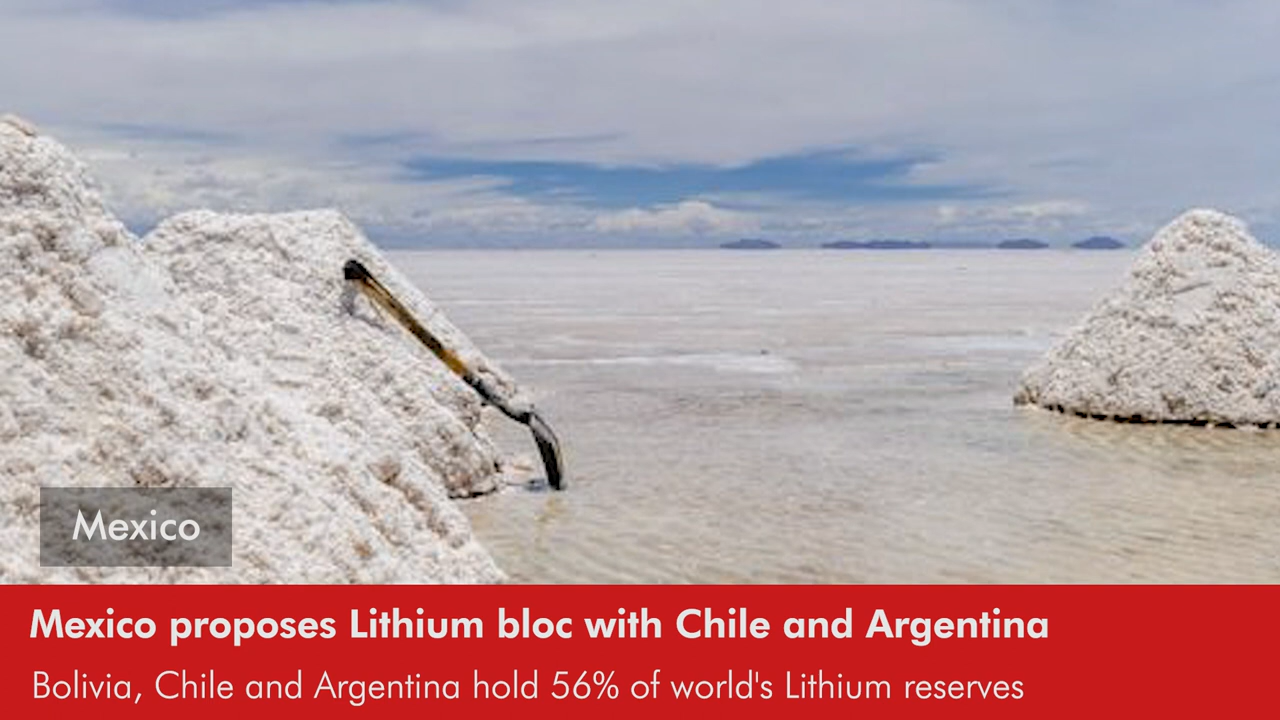 Mexico
Mexico proposes Lithium bloc with Chile and Argentina
Bolivia, Chile and Argentina hold 56% of world's Lithium reserves